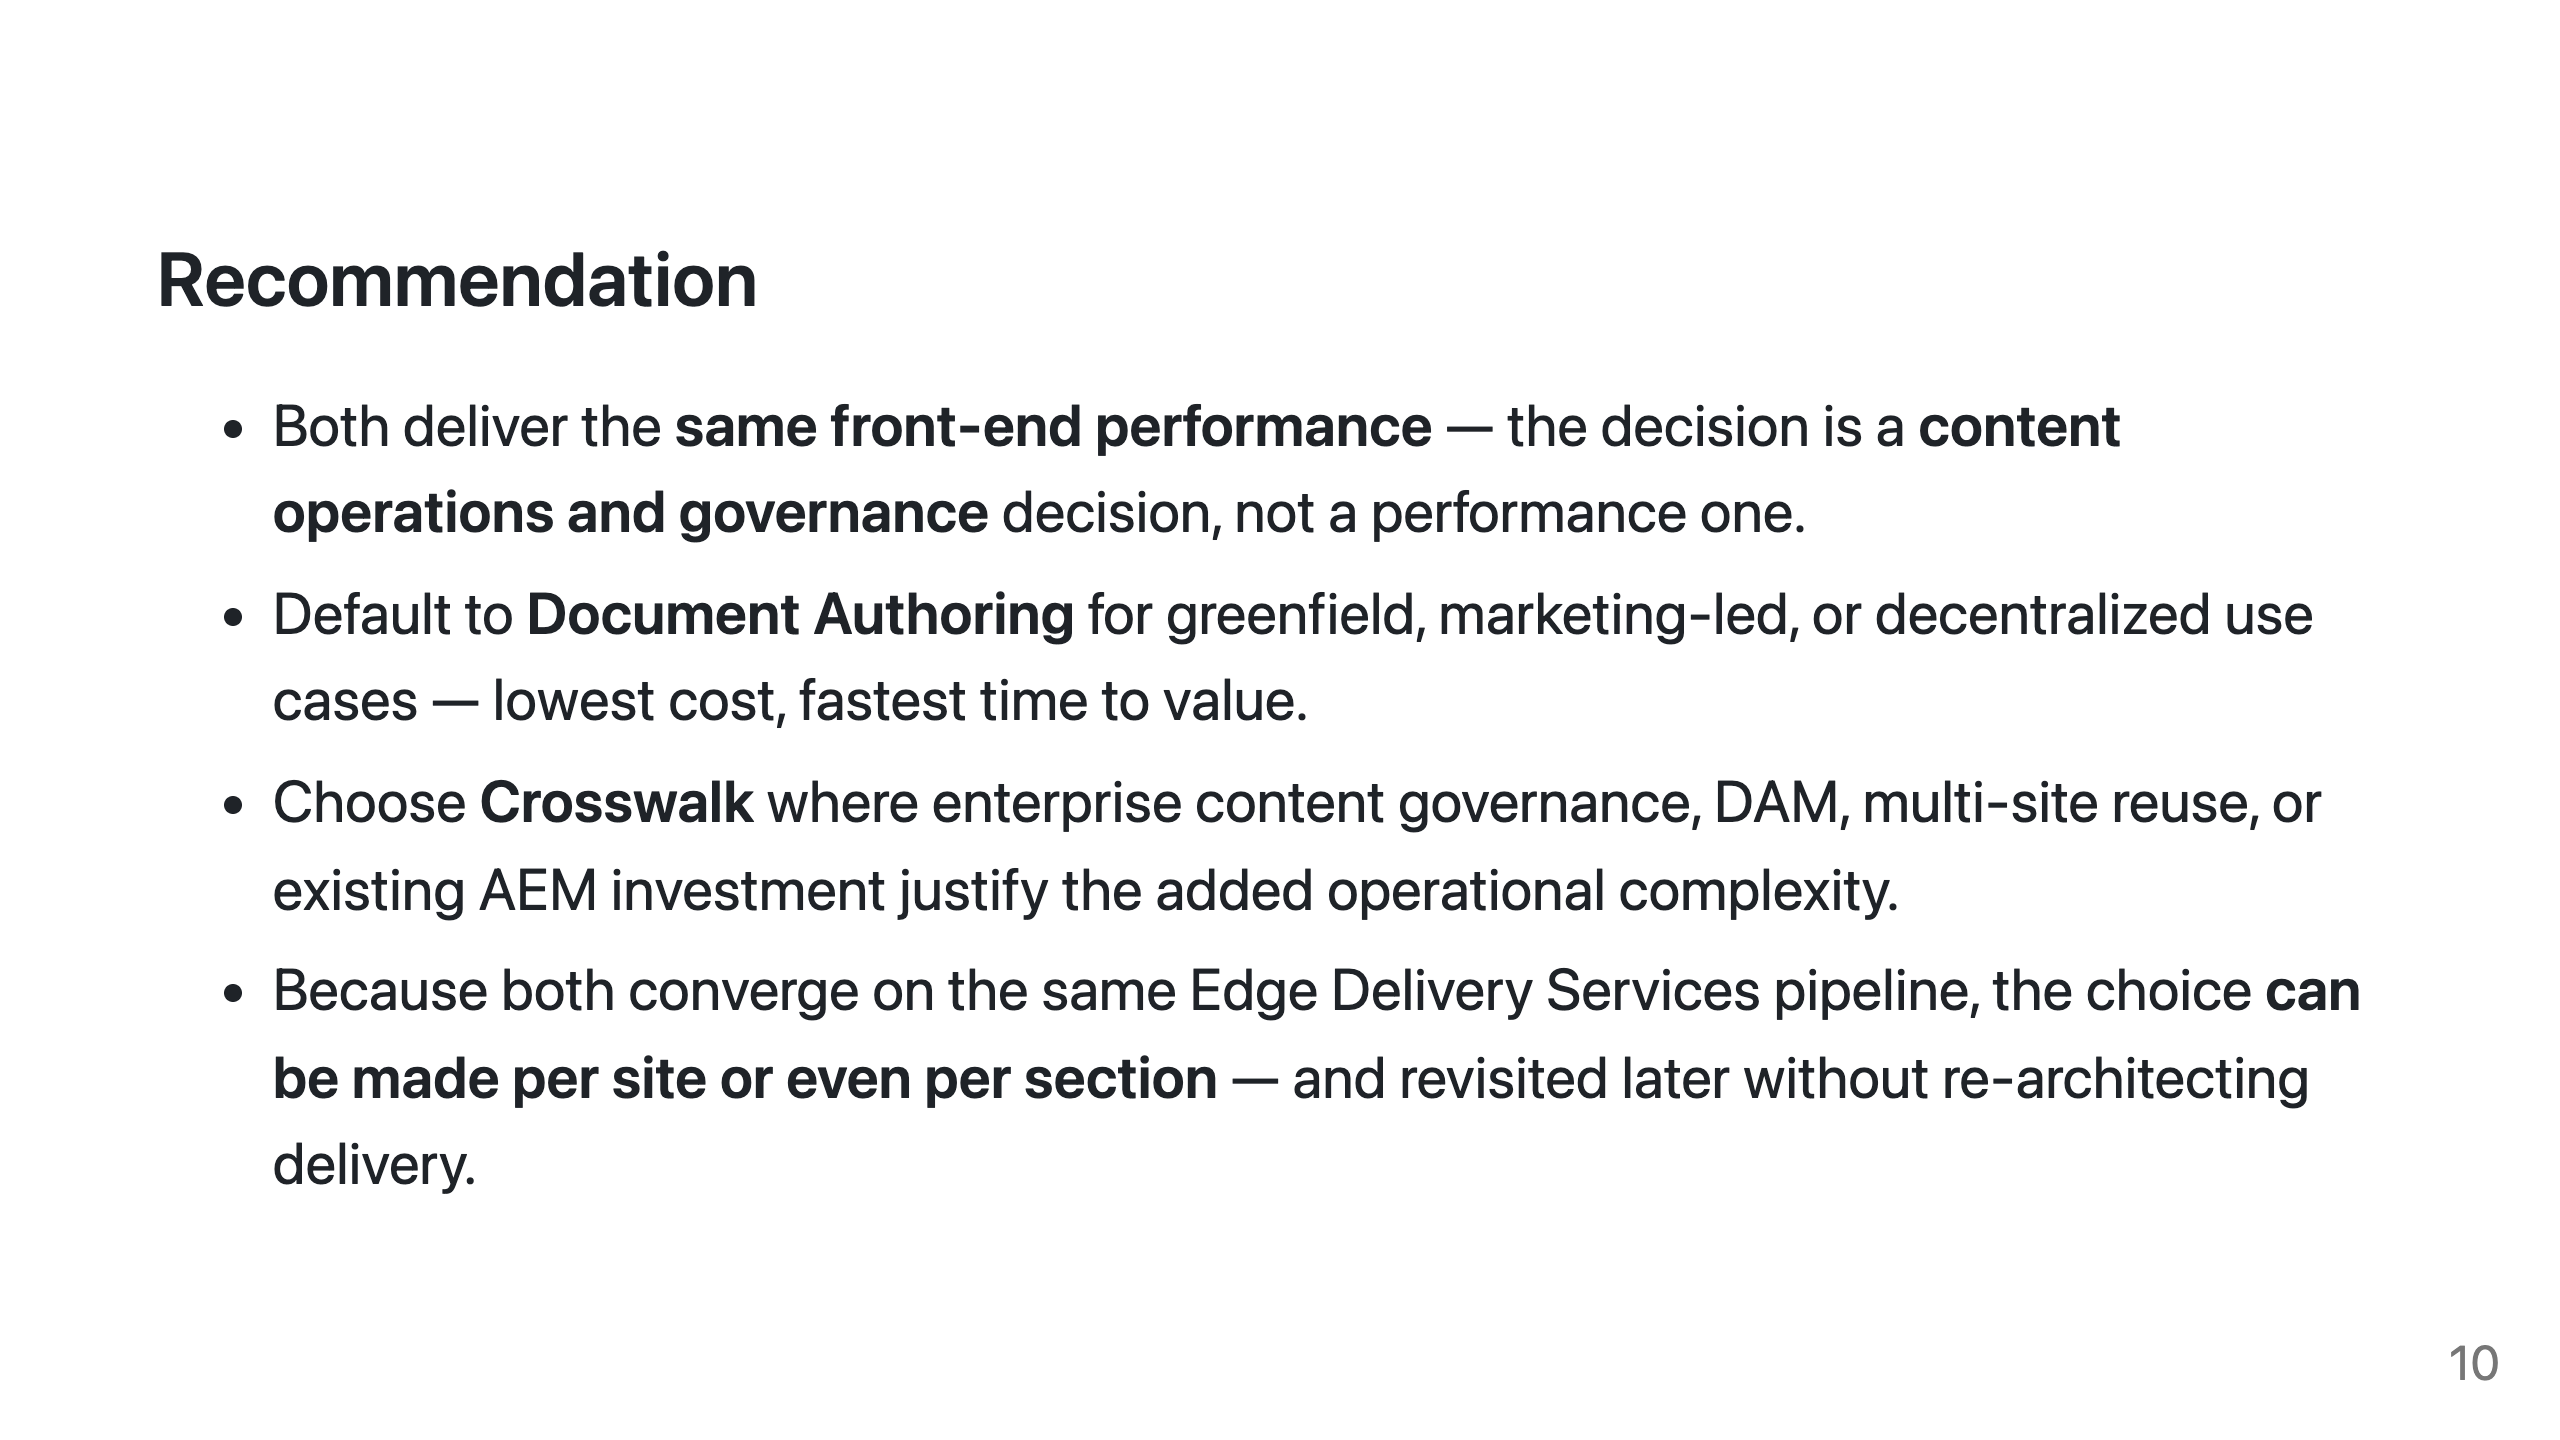 Recommendation
• Both deliver the same front-end performance — the decision is a content
operations and governance decision, not a performance one.
• Default to Document Authoring for greenfield, marketing-led, or decentralized use
cases — lowest cost, fastest time to value.
• Choose Crosswalk where enterprise content governance, DAM, multi-site reuse, or
existing AEM investment justify the added operational complexity.
• Because both converge on the same Edge Delivery Services pipeline, the choice can
be made per site or even per section — and revisited later without re-architecting
delivery.
10